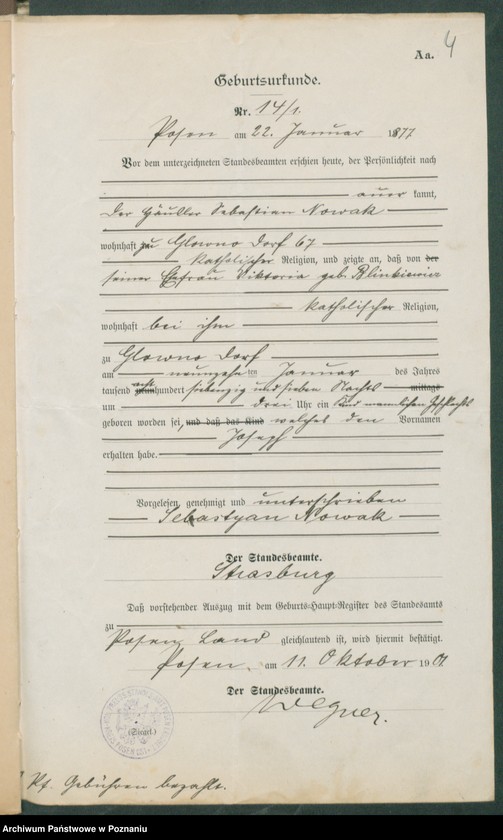 Aa. 4
Geburtsurkunde.
Nr. 14/1.
Posen am 22. Januar 1877
Vor dem unterzeichneten Standesbeamten erschien heute, der Persönlichkeit nach
kannt,
der Häusler Sebastian Nowak
wohnhaft zu Glowno Dorf 67
katholischer Religion, und zeigte an, daß von der
seiner Ehefrau Viktoria geb. Blinkiewicz
katholischer Religion,
wohnhaft bei ihm
zu Glowno Dorf
am neunzehnten Januar des Jahres
tausend achthundert siebenzig und sieben Nachts mittags
um drei Uhr ein Kind männlichen Geschlechts
geboren worden sei, und daß das Kind welches den Vornamen
Joseph
erhalten habe.
Vorgelesen, genehmigt und unterschrieben
Sebastyan Nowak
Der Standesbeamte.
Strasburg
Daß vorstehender Auszug mit dem Geburts-Haupt-Register des Standesamts
zu
Posen Land gleichlautend ist, wird hiermit bestätigt.
Posen, am 11. Oktober 1901
Der Standesbeamte.
Wegner.
(Siegel.)
Pf. Gebühren bezahlt.
Archiwum Państwowe w Poznaniu